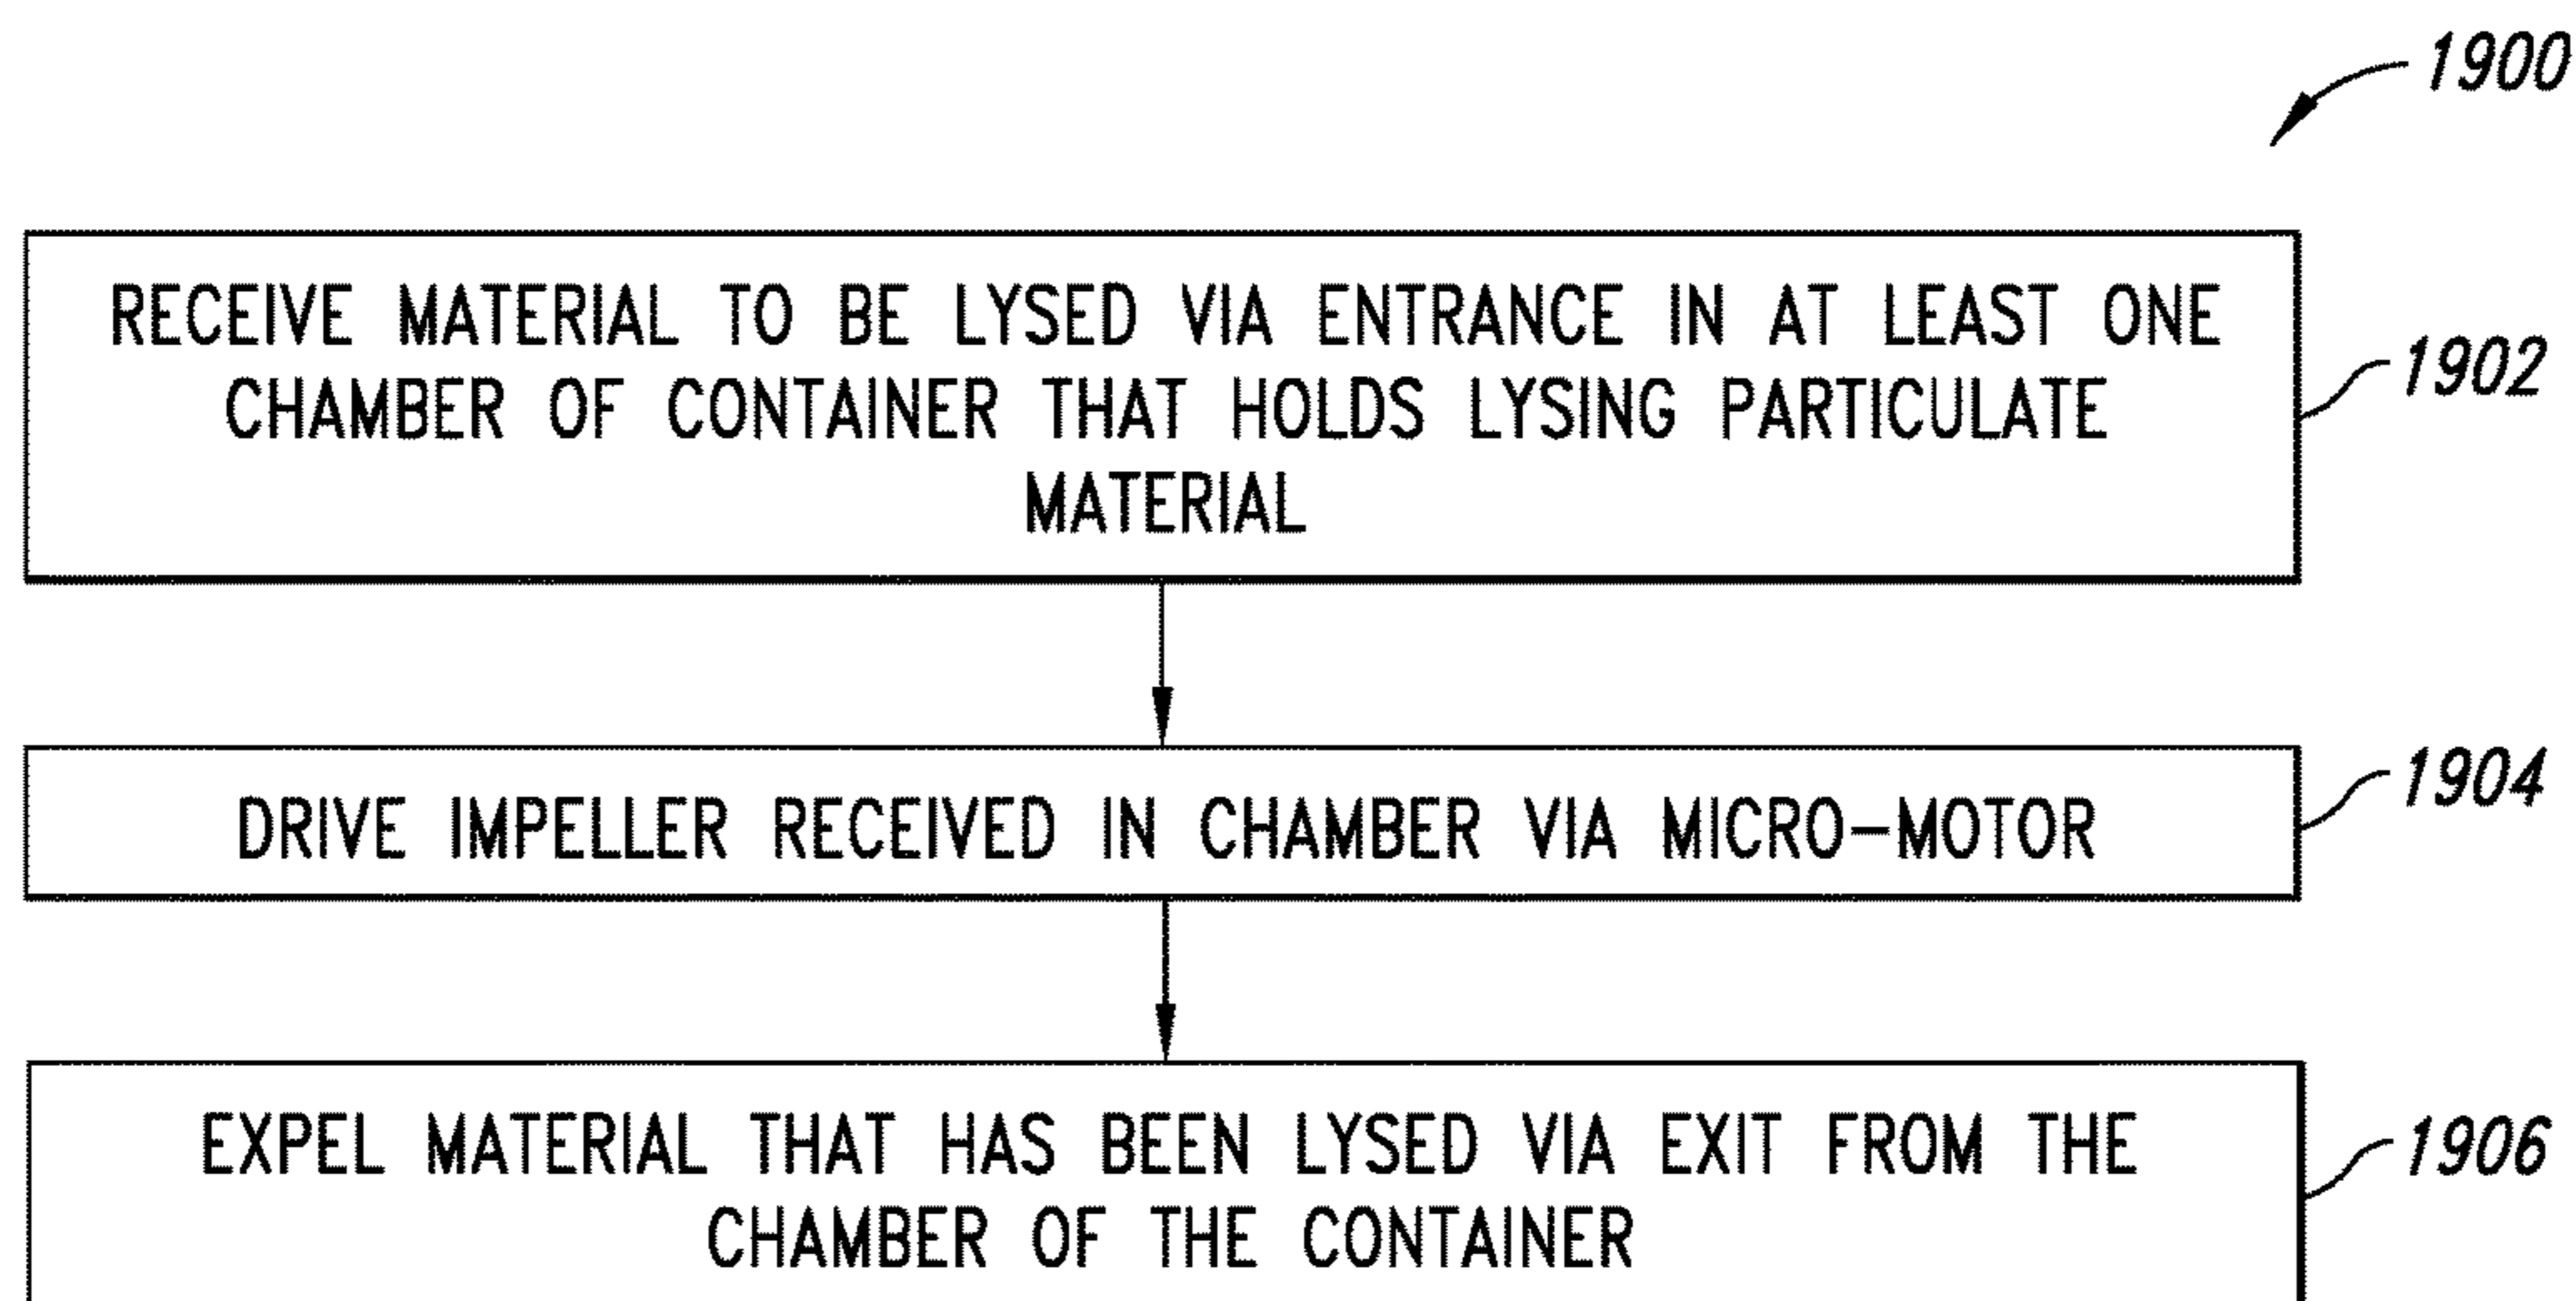 1900
RECEIVE MATERIAL TO BE LYSED VIA ENTRANCE IN AT LEAST ONE
CHAMBER OF CONTAINER THAT HOLDS LYSING PARTICULATE
MATERIAL
1902
DRIVE IMPELLER RECEIVED IN CHAMBER VIA MICRO-MOTOR
1904
EXPEL MATERIAL THAT HAS BEEN LYSED VIA EXIT FROM THE
CHAMBER OF THE CONTAINER
1906